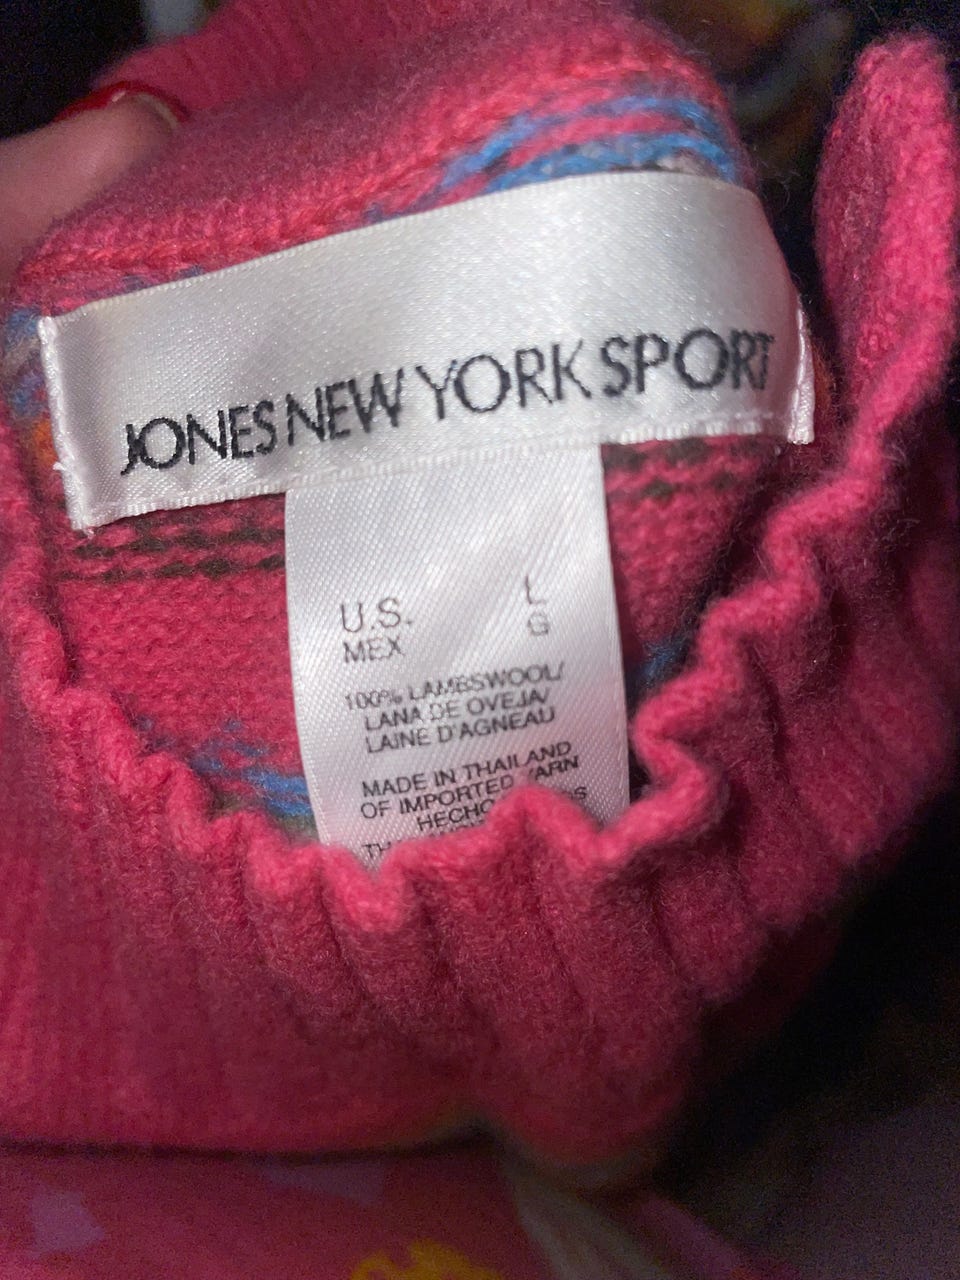 JONES NEW YORK SPORT
U.S. L
MEX G
100% LAMBSWOOL/
LANA DE OVEJA/
LAINE D'AGNEAU
MADE IN THAILAND
OF IMPORTED YARN
HECHO